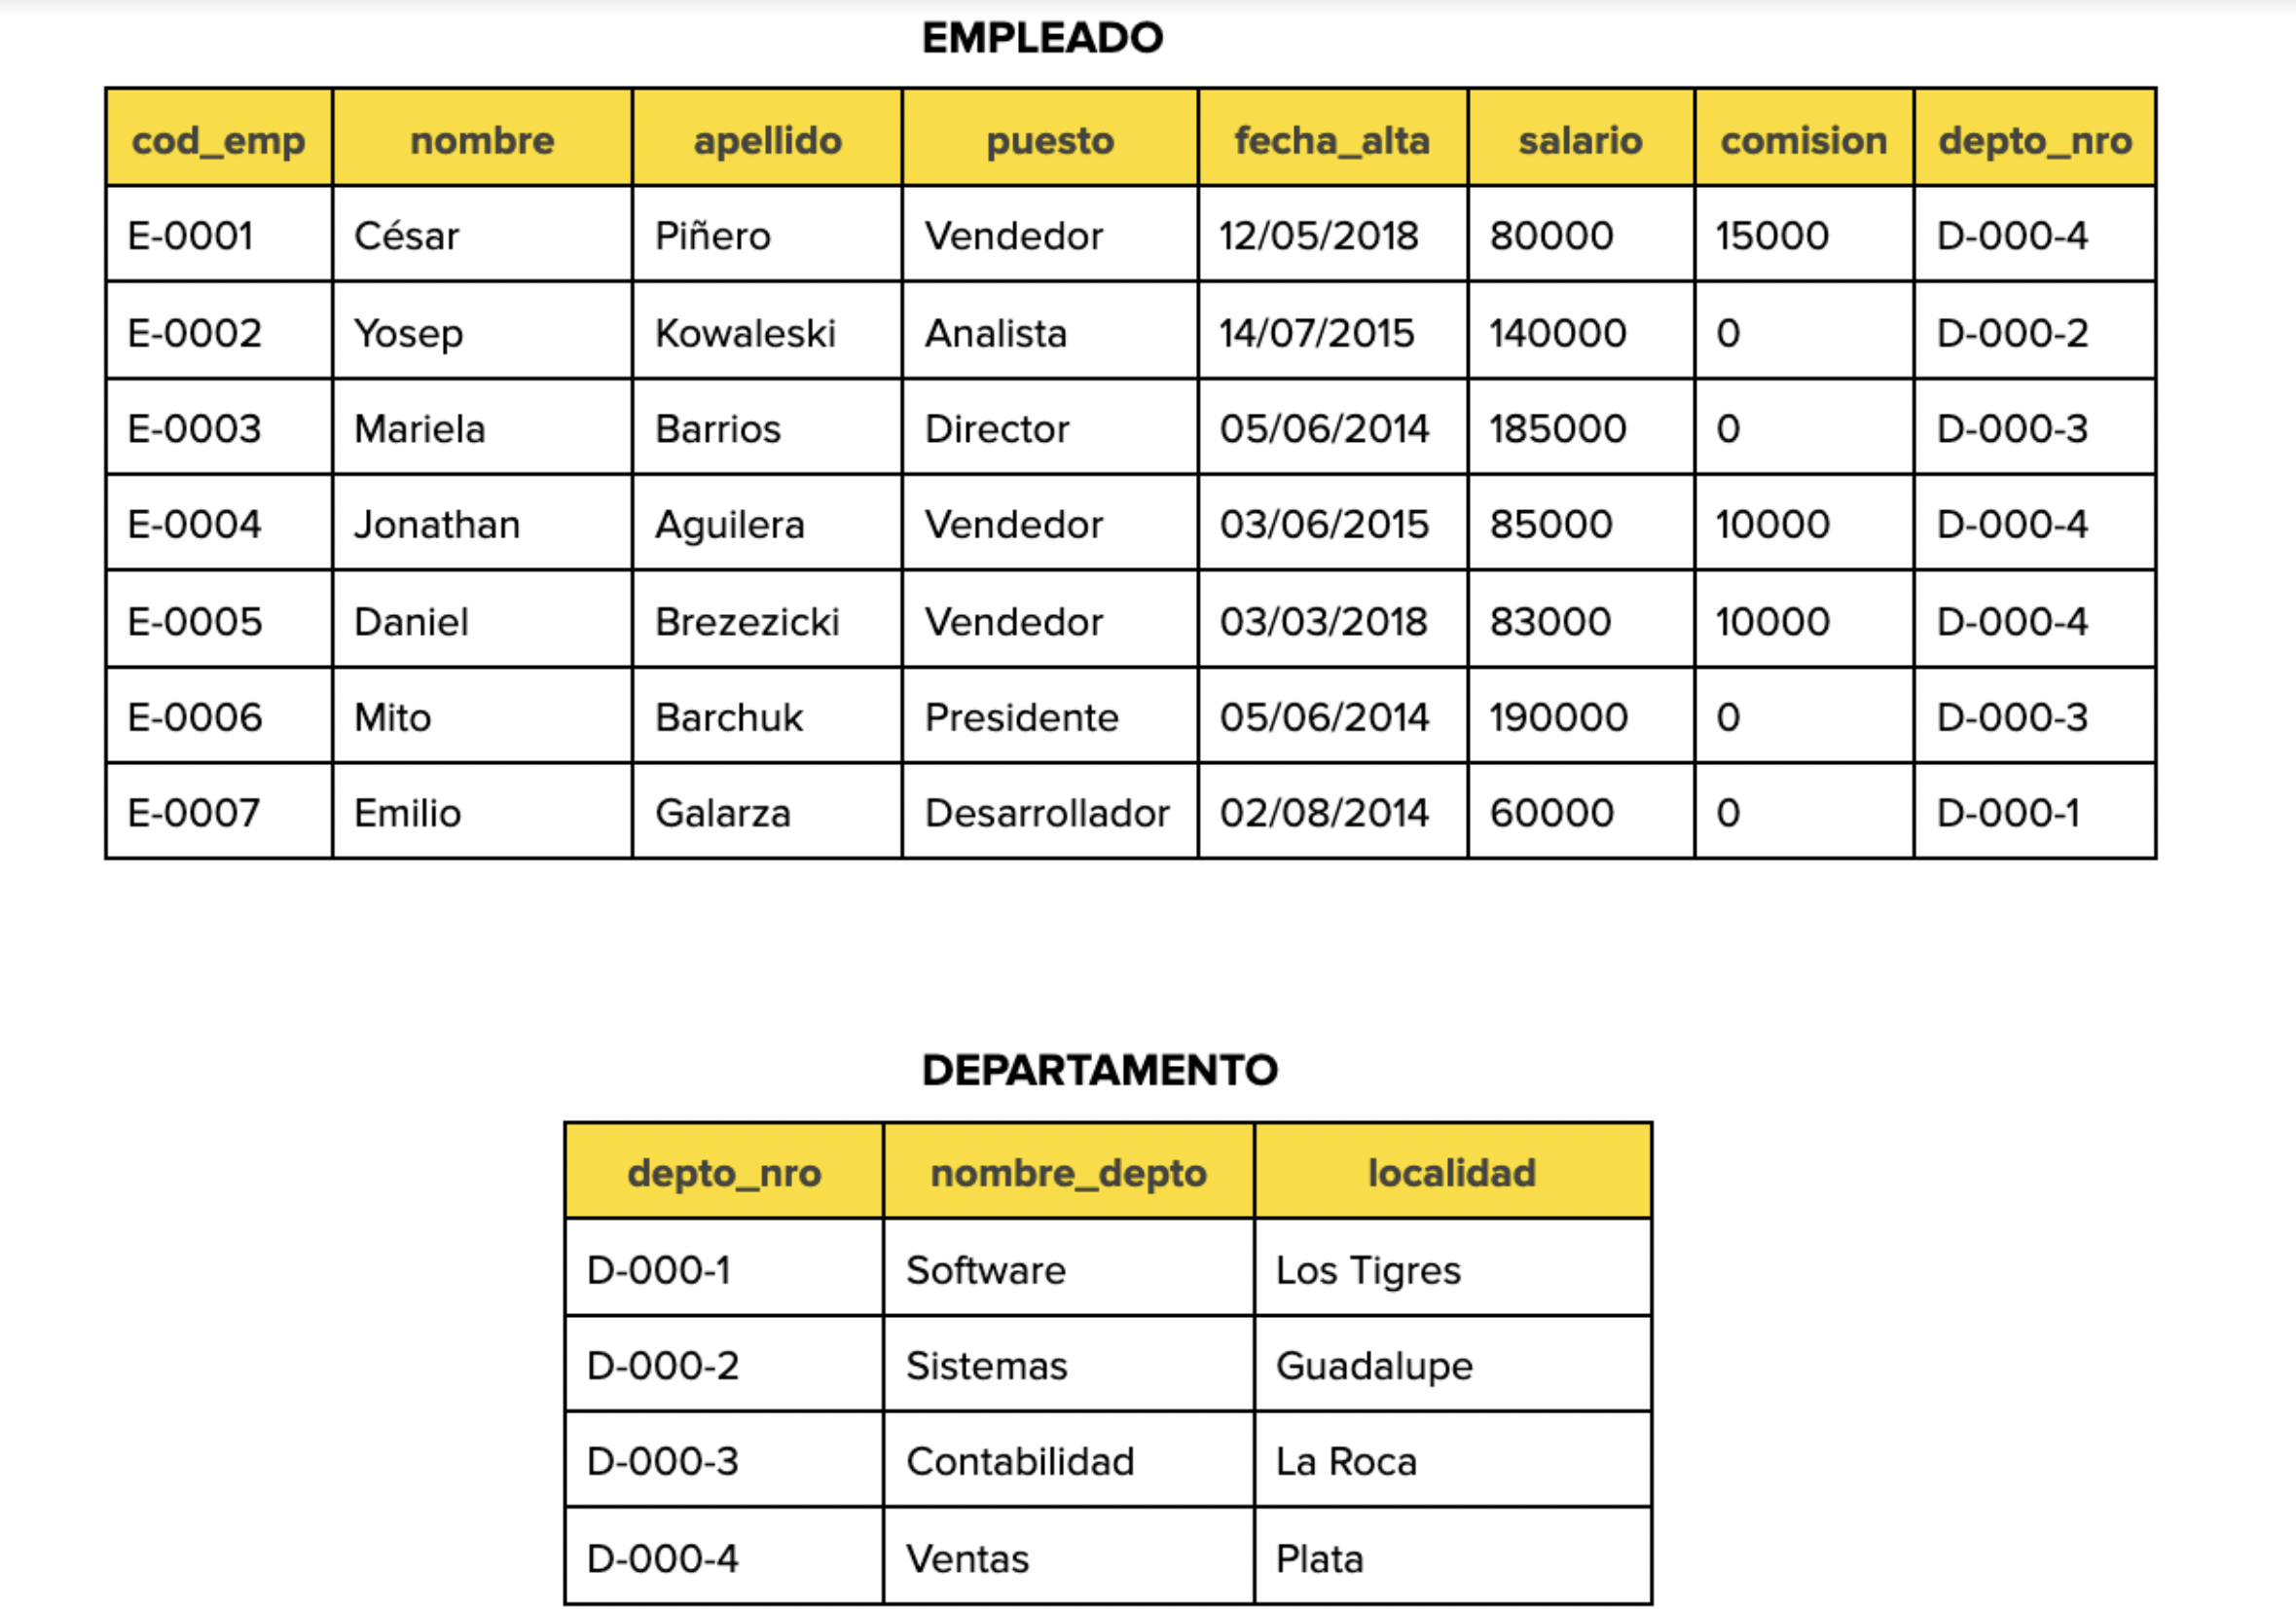 EMPLEADO
cod_emp nombre apellido puesto fecha_alta salario comision depto_nro
E-0001 César Piñero Vendedor 12/05/2018 80000 15000 D-000-4
E-0002 Yosep Kowaleski Analista 14/07/2015 140000 0 D-000-2
E-0003 Mariela Barrios Director 05/06/2014 185000 0 D-000-3
E-0004 Jonathan Aguilera Vendedor 03/06/2015 85000 10000 D-000-4
E-0005 Daniel Brezezicki Vendedor 03/03/2018 83000 10000 D-000-4
E-0006 Mito Barchuk Presidente 05/06/2014 190000 0 D-000-3
E-0007 Emilio Galarza Desarrollador 02/08/2014 60000 0 D-000-1
DEPARTAMENTO
depto_nro nombre_depto localidad
D-000-1 Software Los Tigres
D-000-2 Sistemas Guadalupe
D-000-3 Contabilidad La Roca
D-000-4 Ventas Plata